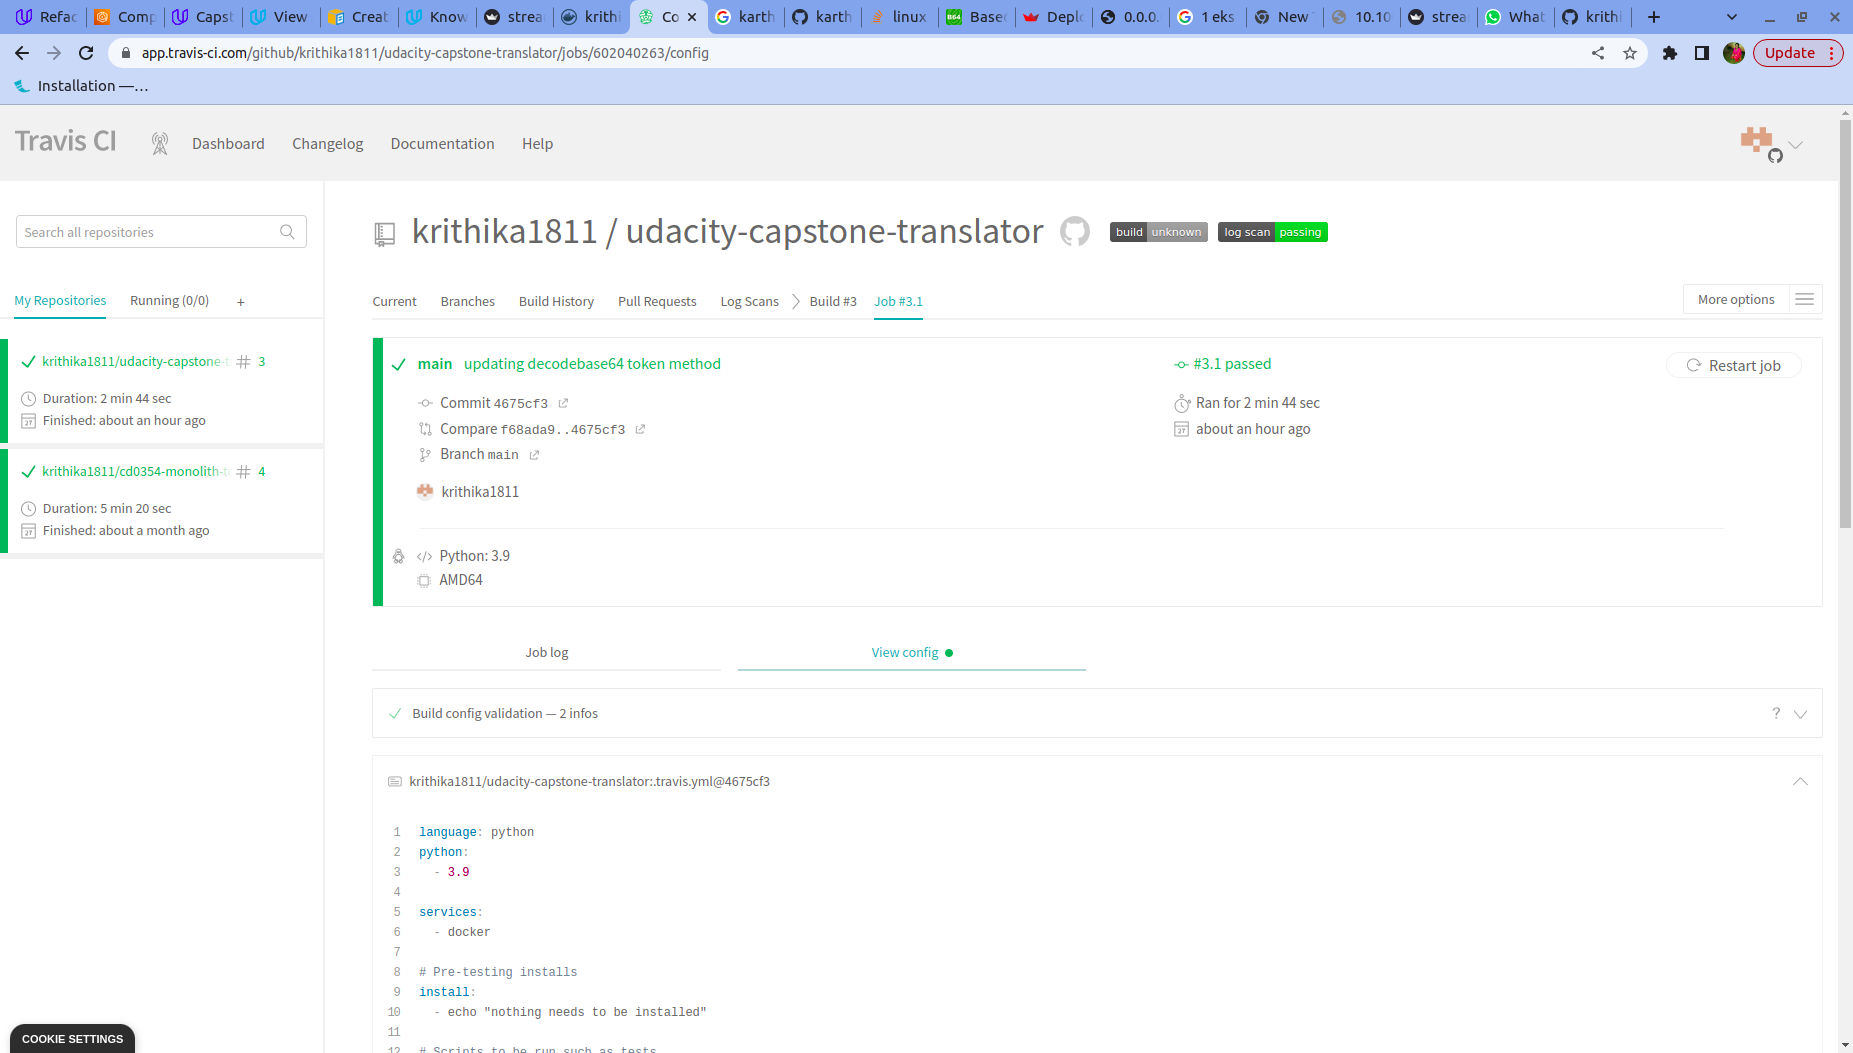 Refac
Comp
Capst
View
Creat
Know
strea
krithi
Co
karth
karth
linux
Base
Deplo
0.0.0.
1 eks
New
10.10
strea
What
krithi
app.travis-ci.com/github/krithika1811/udacity-capstone-translator/jobs/602040263/config
Update
Installation —...
Travis CI
Dashboard
Changelog
Documentation
Help
Search all repositories
My Repositories
Running (0/0)
+
krithika1811/udacity-capstone-t
# 3
Duration: 2 min 44 sec
Finished: about an hour ago
krithika1811/cd0354-monolith-to
# 4
Duration: 5 min 20 sec
Finished: about a month ago
krithika1811 / udacity-capstone-translator
build unknown
log scan passing
Current
Branches
Build History
Pull Requests
Log Scans
Build #3
Job #3.1
More options
main updating decodebase64 token method
Commit 4675cf3
Compare f68ada9..4675cf3
Branch main
krithika1811
#3.1 passed
Ran for 2 min 44 sec
about an hour ago
Restart job
Python: 3.9
AMD64
Job log
View config
Build config validation — 2 infos
?
krithika1811/udacity-capstone-translator:.travis.yml@4675cf3
1 language: python
2 python:
3 - 3.9
4
5 services:
6 - docker
7
8 # Pre-testing installs
9 install:
10 - echo "nothing needs to be installed"
11
12 # Scripts to be run such as tests
COOKIE SETTINGS